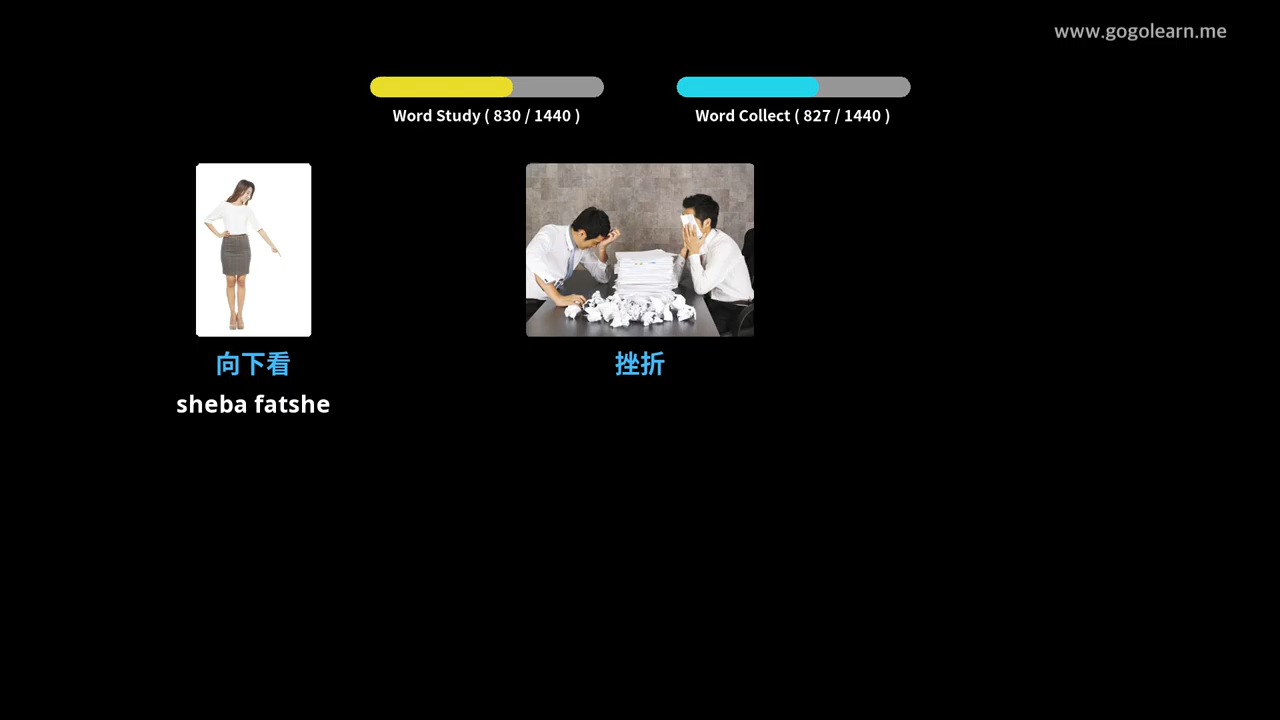 www.gogolearn.me
Word Study ( 830 / 1440 )
Word Collect ( 827 / 1440 )
向下看
挫折
sheba fatshe